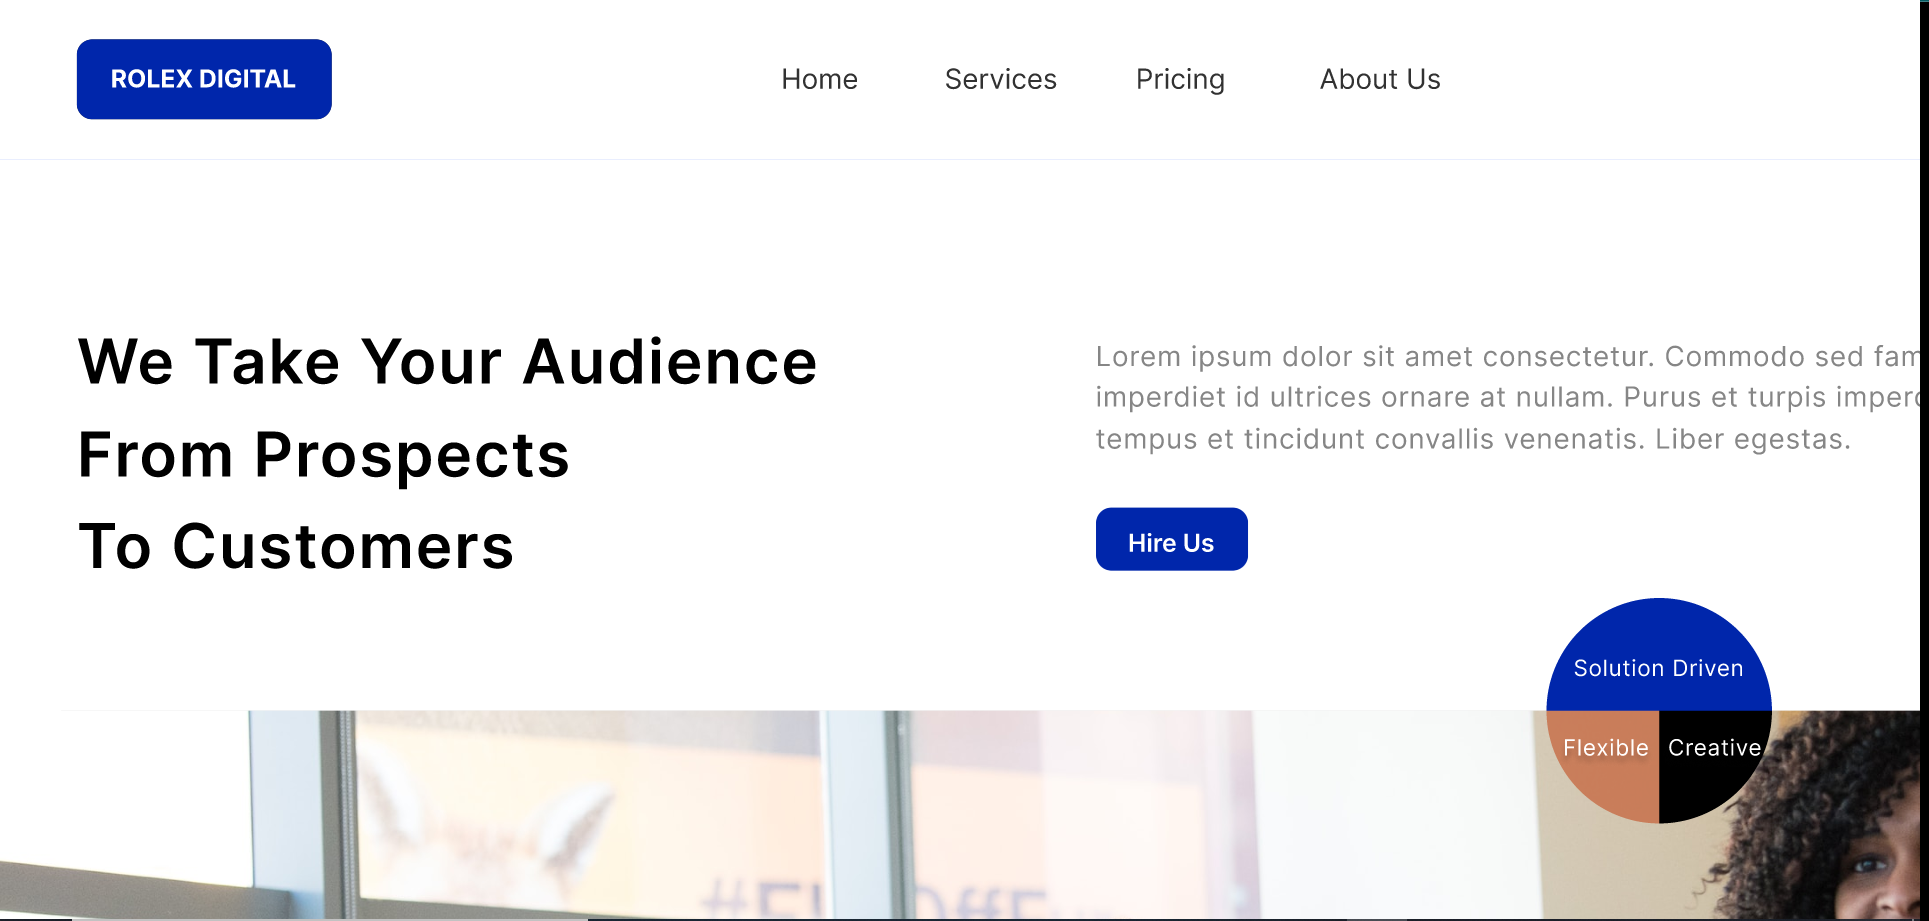 ROLEX DIGITAL
Home Services Pricing About Us
We Take Your Audience
From Prospects
To Customers
Lorem ipsum dolor sit amet consectetur. Commodo sed fam
imperdiet id ultrices ornare at nullam. Purus et turpis imperd
tempus et tincidunt convallis venenatis. Liber egestas.
Hire Us
Solution Driven
Flexible Creative